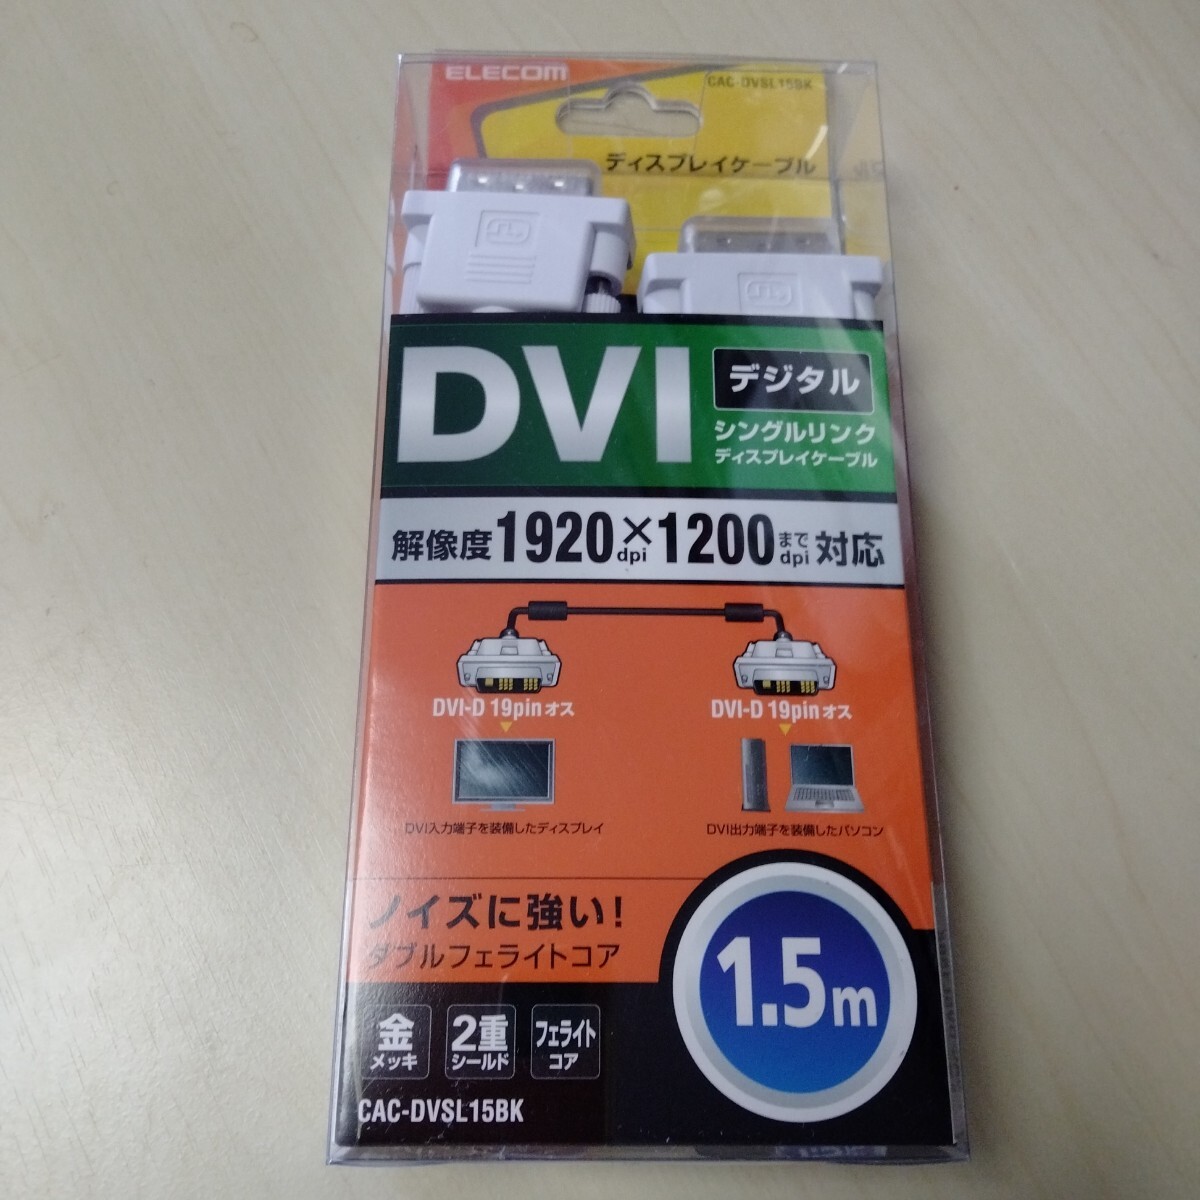 ELECOM
CAC-DVSL15BK
ディスプレイケーブル
DVI
デジタル
シングルリンク
ディスプレイケーブル
解像度1920dpi×1200dpiまで対応
DVI-D 19pinオス
DVI-D 19pinオス
DVI入力端子を装備したディスプレイ
DVI出力端子を装備したパソコン
ノイズに強い!
ダブルフェライトコア
1.5m
金
メッキ
2重
シールド
フェライト
コア
CAC-DVSL15BK